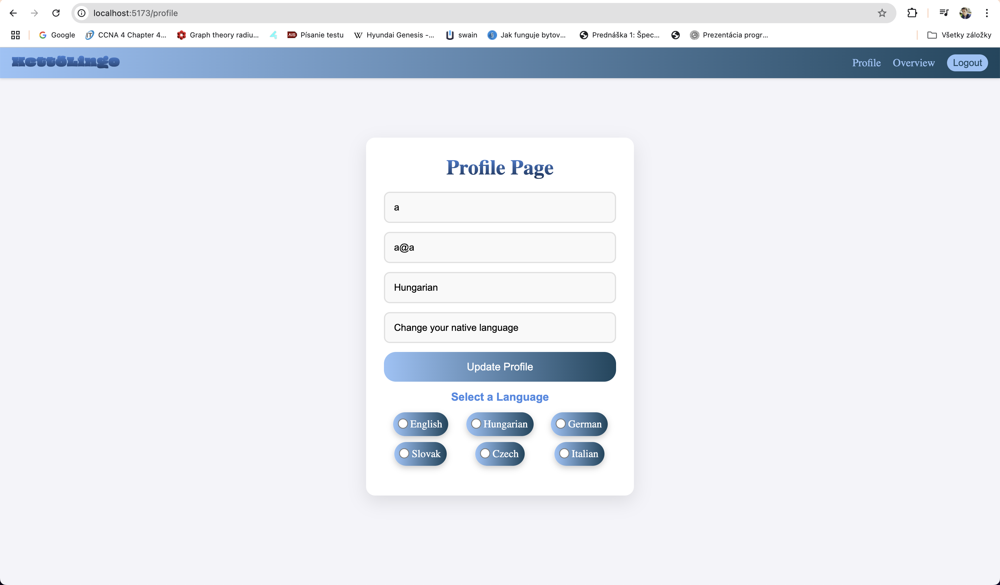 localhost:5173/profile
Google CCNA 4 Chapter 4... Graph theory radiu... Písanie testu Hyundai Genesis -... swain Jak funguje bytov... Prednáška 1: Špec... Prezentácia progr... Všetky záložky
HettőLingo Profile Overview Logout
Profile Page
a
a@a
Hungarian
Change your native language
Update Profile
Select a Language
English Hungarian German
Slovak Czech Italian